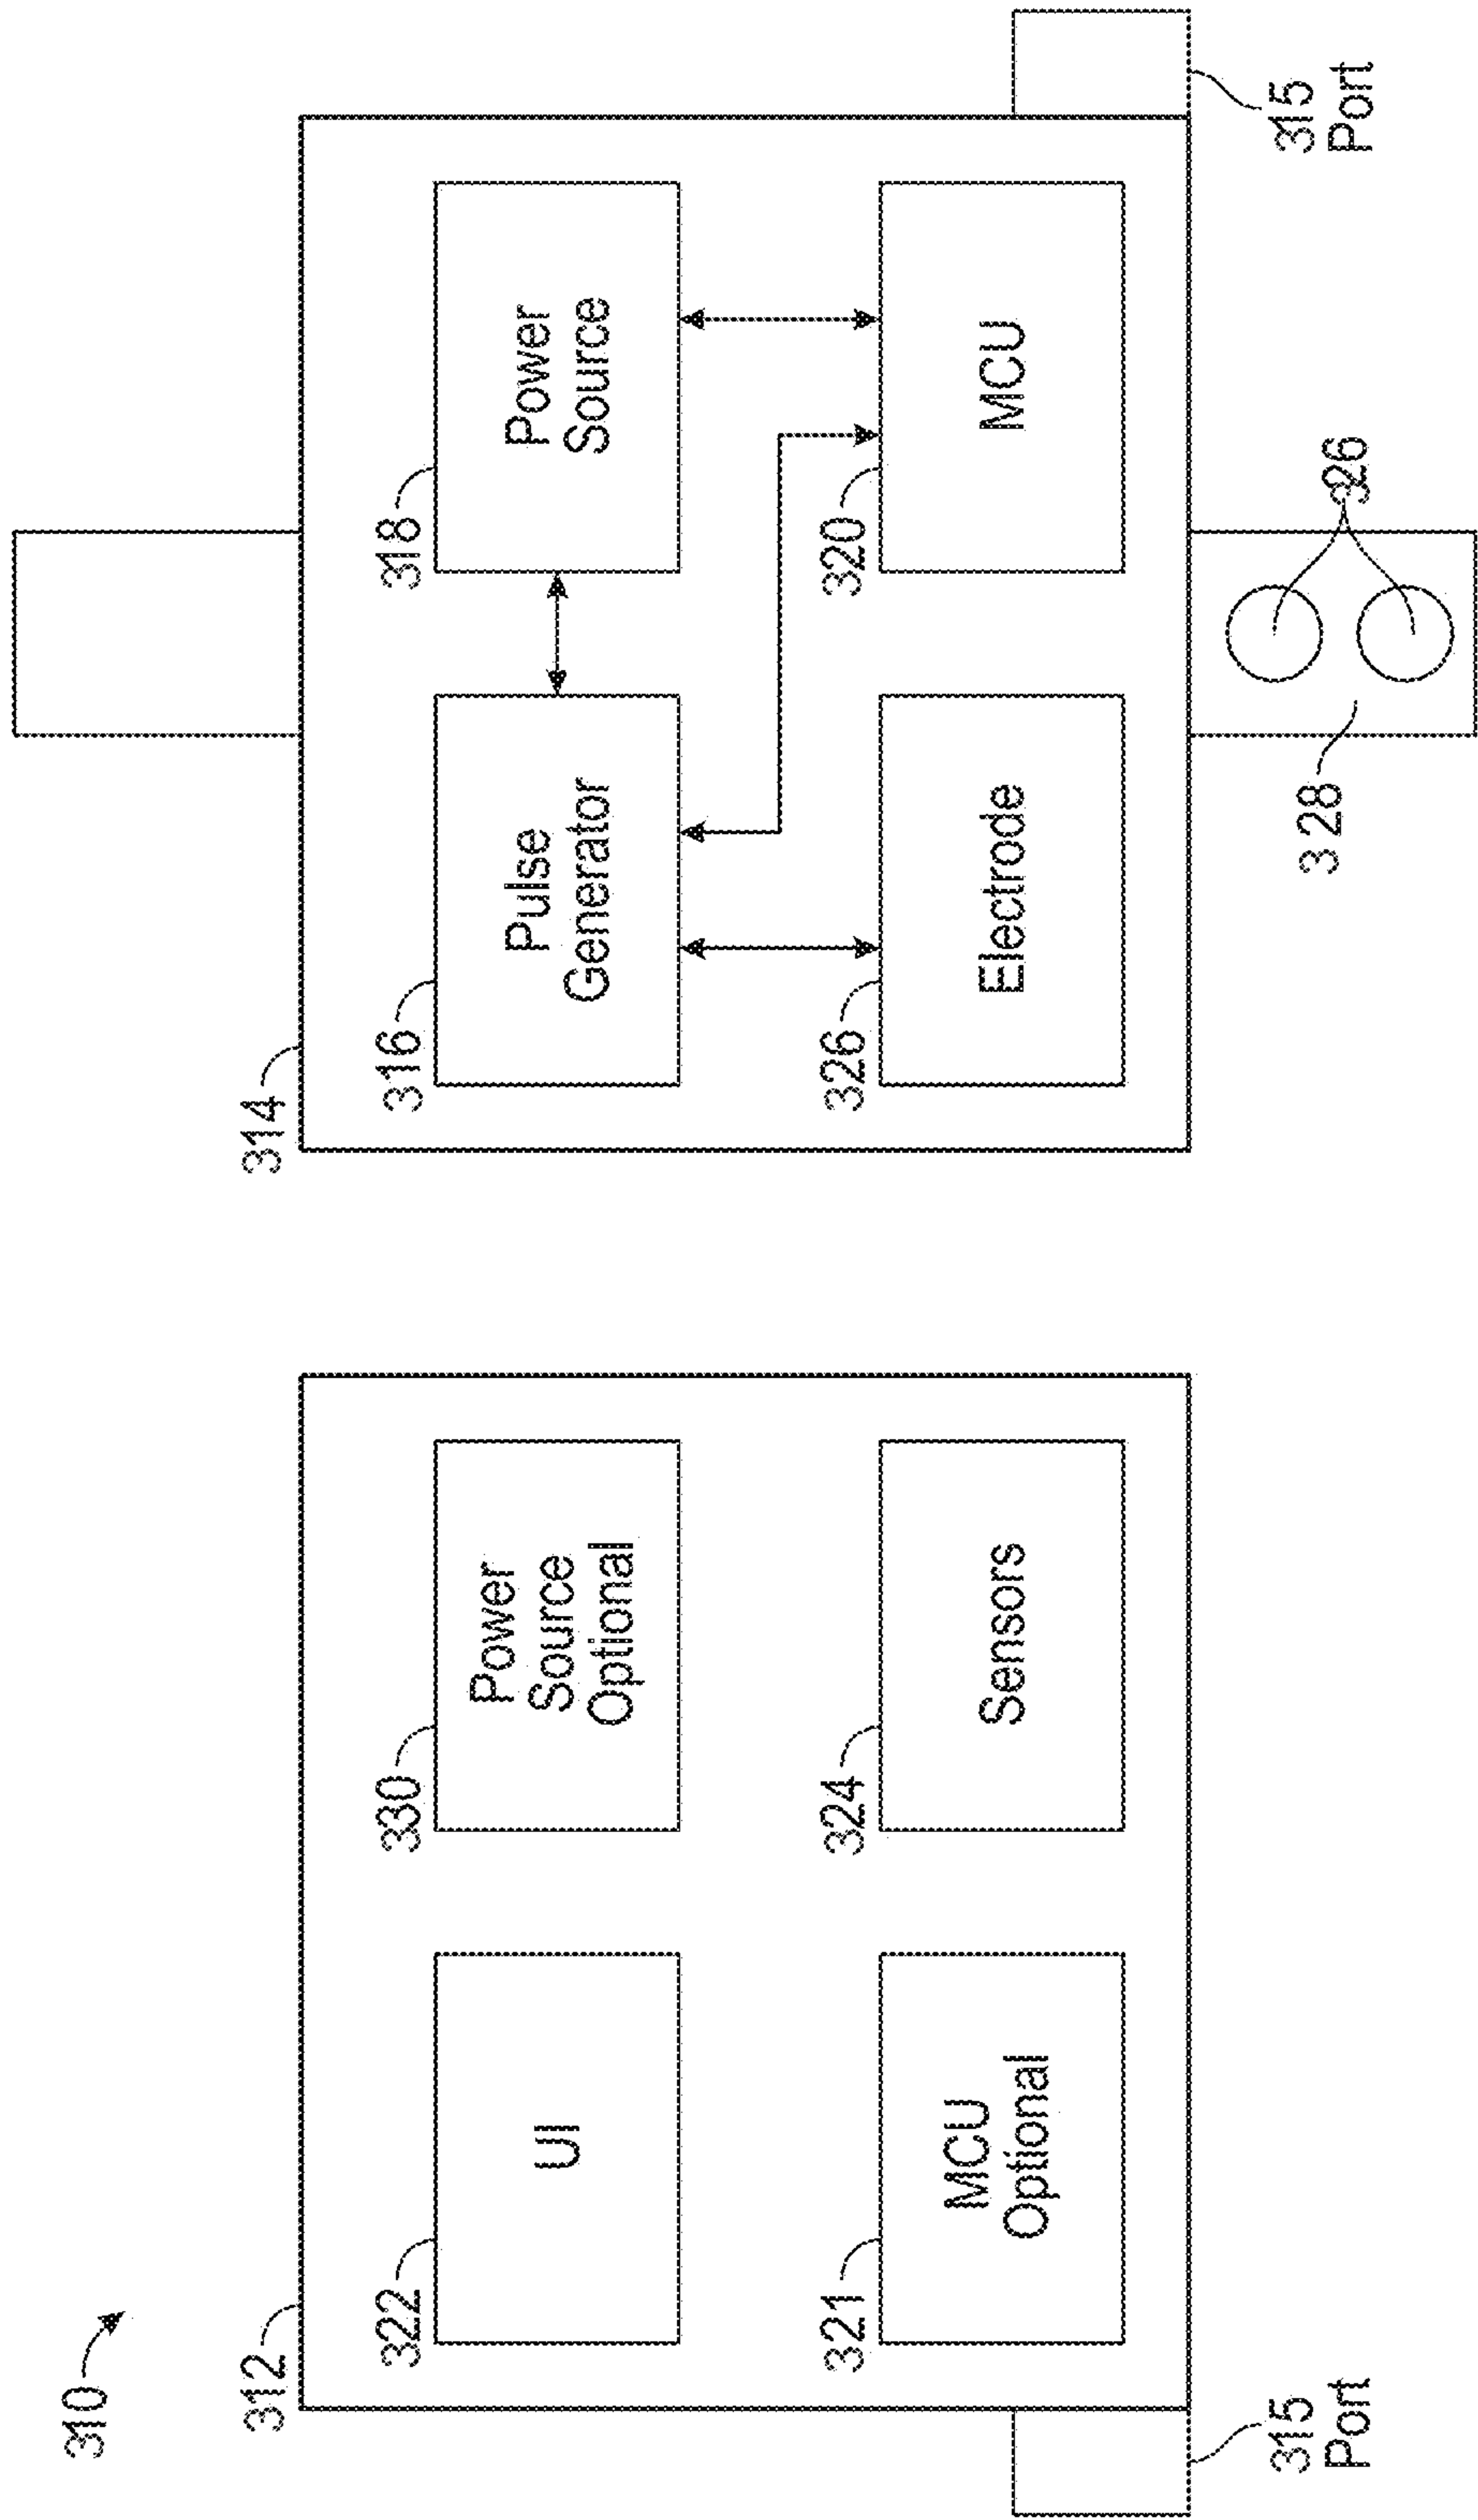 310
312
322
UI
330
Power
Source
Optional
321
MCU
Optional
324
Sensors
315
Port
314
316
Pulse
Generator
318
Power
Source
326
Electrode
320
MCU
328
326
315
Port